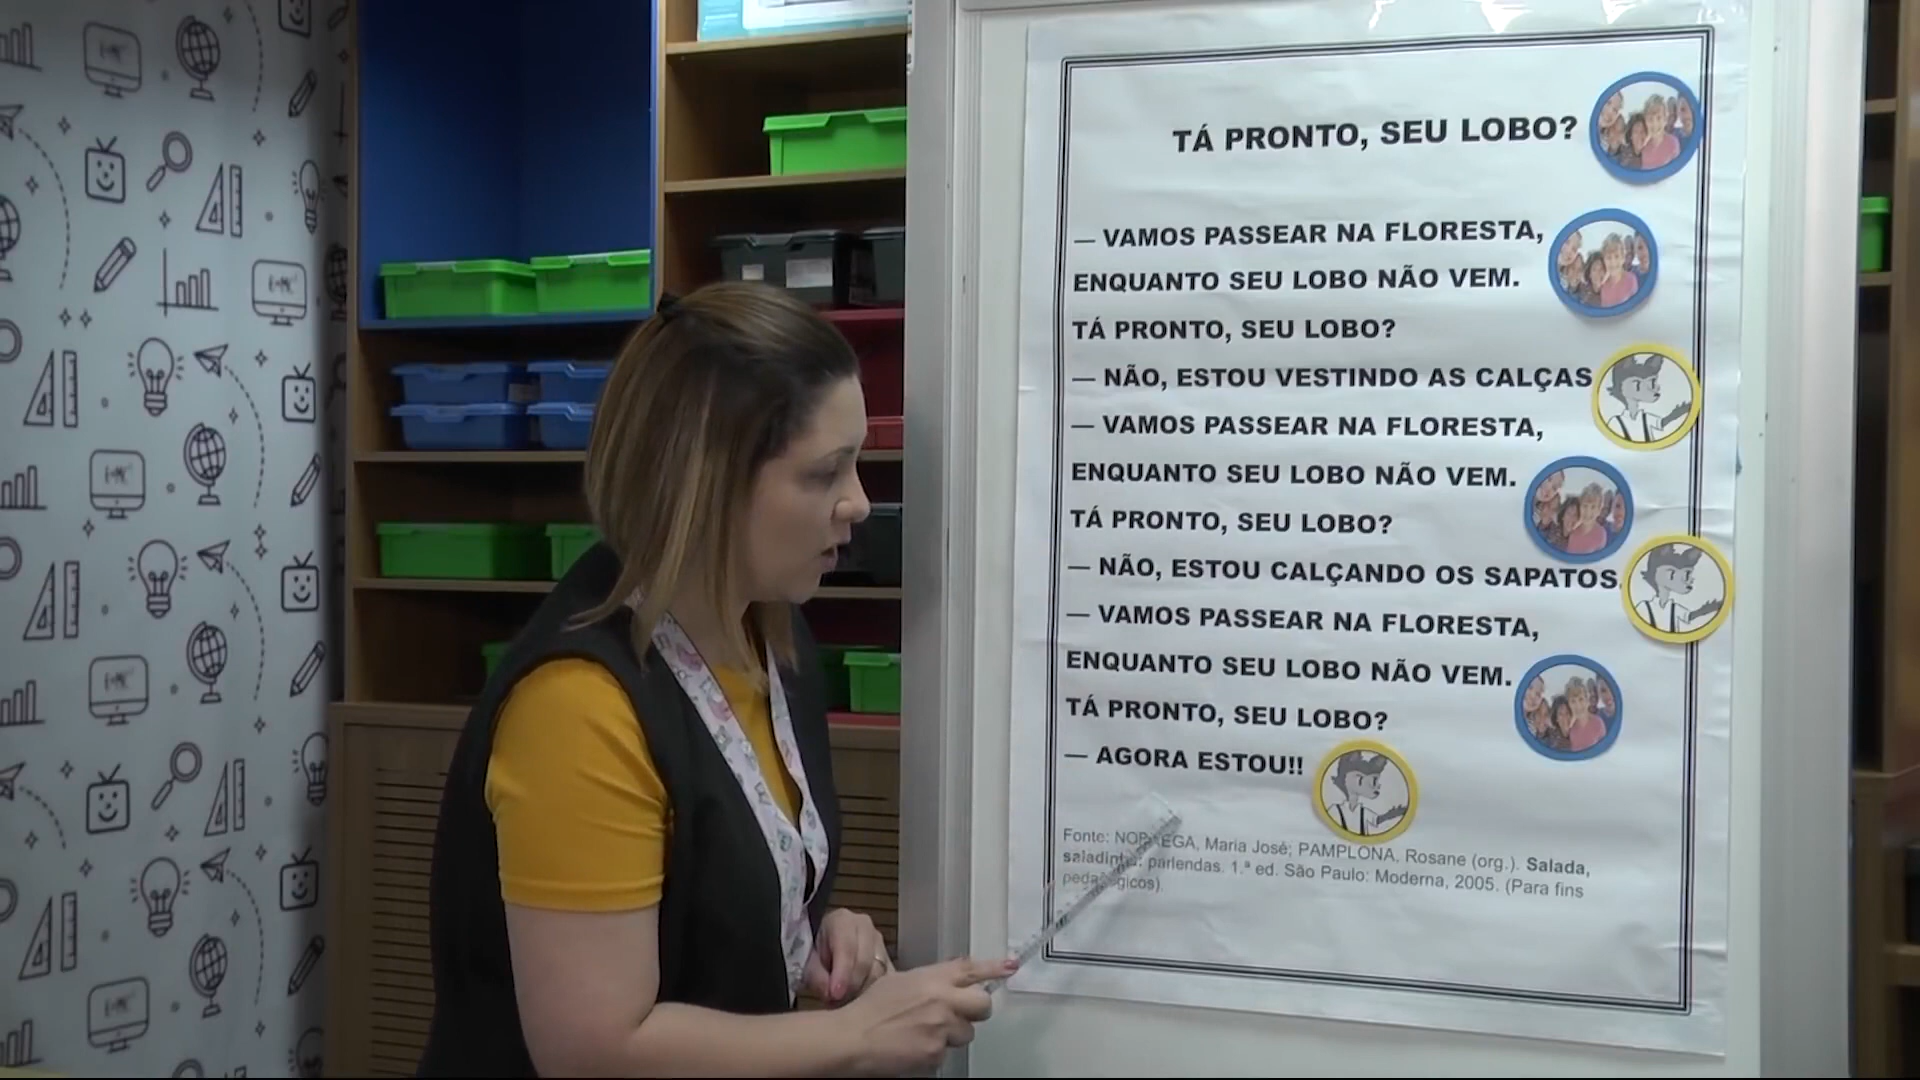 TÁ PRONTO, SEU LOBO?
— VAMOS PASSEAR NA FLORESTA,
ENQUANTO SEU LOBO NÃO VEM.
TÁ PRONTO, SEU LOBO?
— NÃO, ESTOU VESTINDO AS CALÇAS
— VAMOS PASSEAR NA FLORESTA,
ENQUANTO SEU LOBO NÃO VEM.
TÁ PRONTO, SEU LOBO?
— NÃO, ESTOU CALÇANDO OS SAPATOS.
— VAMOS PASSEAR NA FLORESTA,
ENQUANTO SEU LOBO NÃO VEM.
TÁ PRONTO, SEU LOBO?
— AGORA ESTOU!!
Fonte: NORUEGA, Maria José; PAMPLONA, Rosane (org.). Salada,
saladinha: parlendas. 1.ª ed. São Paulo: Moderna, 2005. (Para fins
pedagógicos).